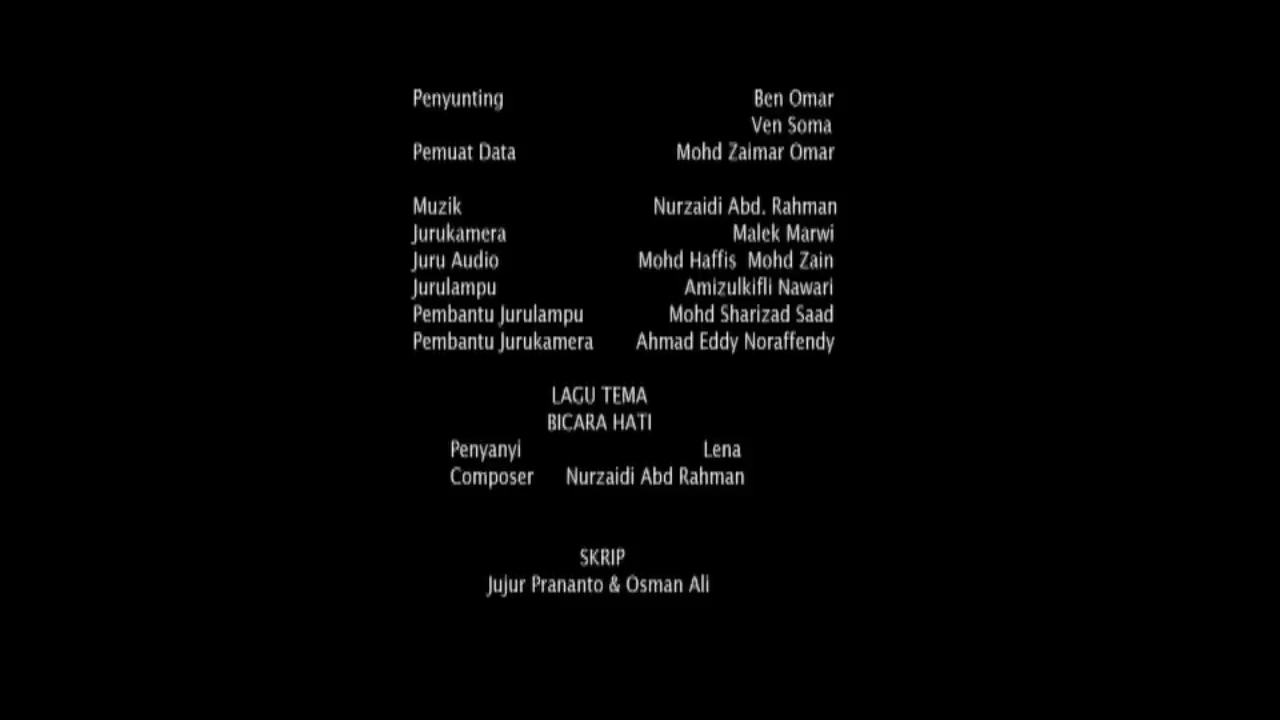 Penyunting Ben Omar
Ven Soma
Pemuat Data Mohd Zaimar Omar
Muzik Nurzaidi Abd. Rahman
Jurukamera Malek Marwi
Juru Audio Mohd Haffis Mohd Zain
Jurulampu Amizulkifli Nawari
Pembantu Jurulampu Mohd Sharizad Saad
Pembantu Jurukamera Ahmad Eddy Noraffendy
LAGU TEMA
BICARA HATI
Penyanyi Lena
Composer Nurzaidi Abd Rahman
SKRIP
Jujur Prananto & Osman Ali